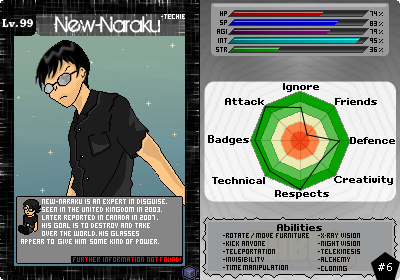 Lv.99
New-Naraku
-TECHIE
NEW-NARAKU IS AN EXPERT IN DISGUISE.
SEEN IN THE UNITED KINGDOM IN 2003.
LATER REPORTED IN CANADA IN 2007.
HIS GOAL IS TO DESTROY AND TAKE
OVER THE WORLD. HIS GLASSES
APPEAR TO GIVE HIM SOME KIND OF POWER.
FURTHER INFORMATION NOT FOUND!
HP 74%
SP 83%
AGI 79%
INT 95%
STR 36%
Ignore
Attack
Friends
Badges
Defence
Technical
Creativity
Respects
Abilities
-ROTATE / MOVE FURNITURE
-KICK ANYONE
-TELEPORTATION
-INVISIBILITY
-TIME MANIPULATION
-X-RAY VISION
-NIGHT VISION
-TELEKINESIS
-ALCHEMY
-CLONING
#6